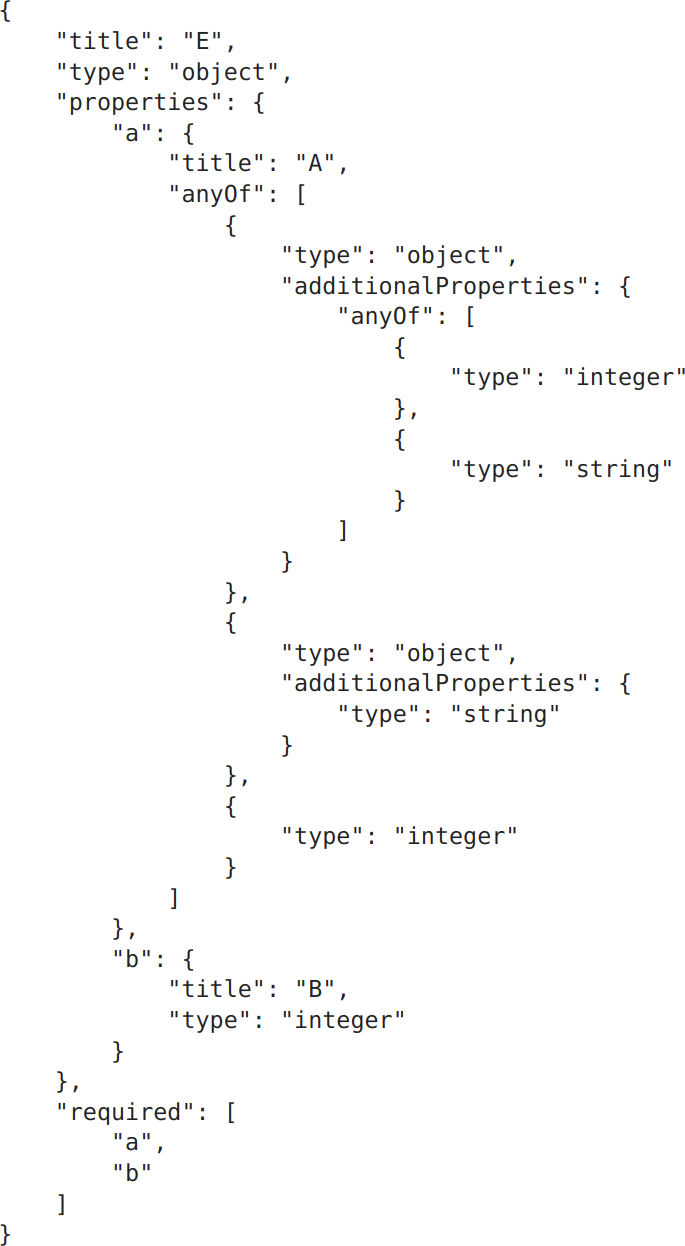 {
    "title": "E",
    "type": "object",
    "properties": {
        "a": {
            "title": "A",
            "anyOf": [
                {
                    "type": "object",
                    "additionalProperties": {
                        "anyOf": [
                            {
                                "type": "integer"
                            },
                            {
                                "type": "string"
                            }
                        ]
                    }
                },
                {
                    "type": "object",
                    "additionalProperties": {
                        "type": "string"
                    }
                },
                {
                    "type": "integer"
                }
            ]
        },
        "b": {
            "title": "B",
            "type": "integer"
        }
    },
    "required": [
        "a",
        "b"
    ]
}